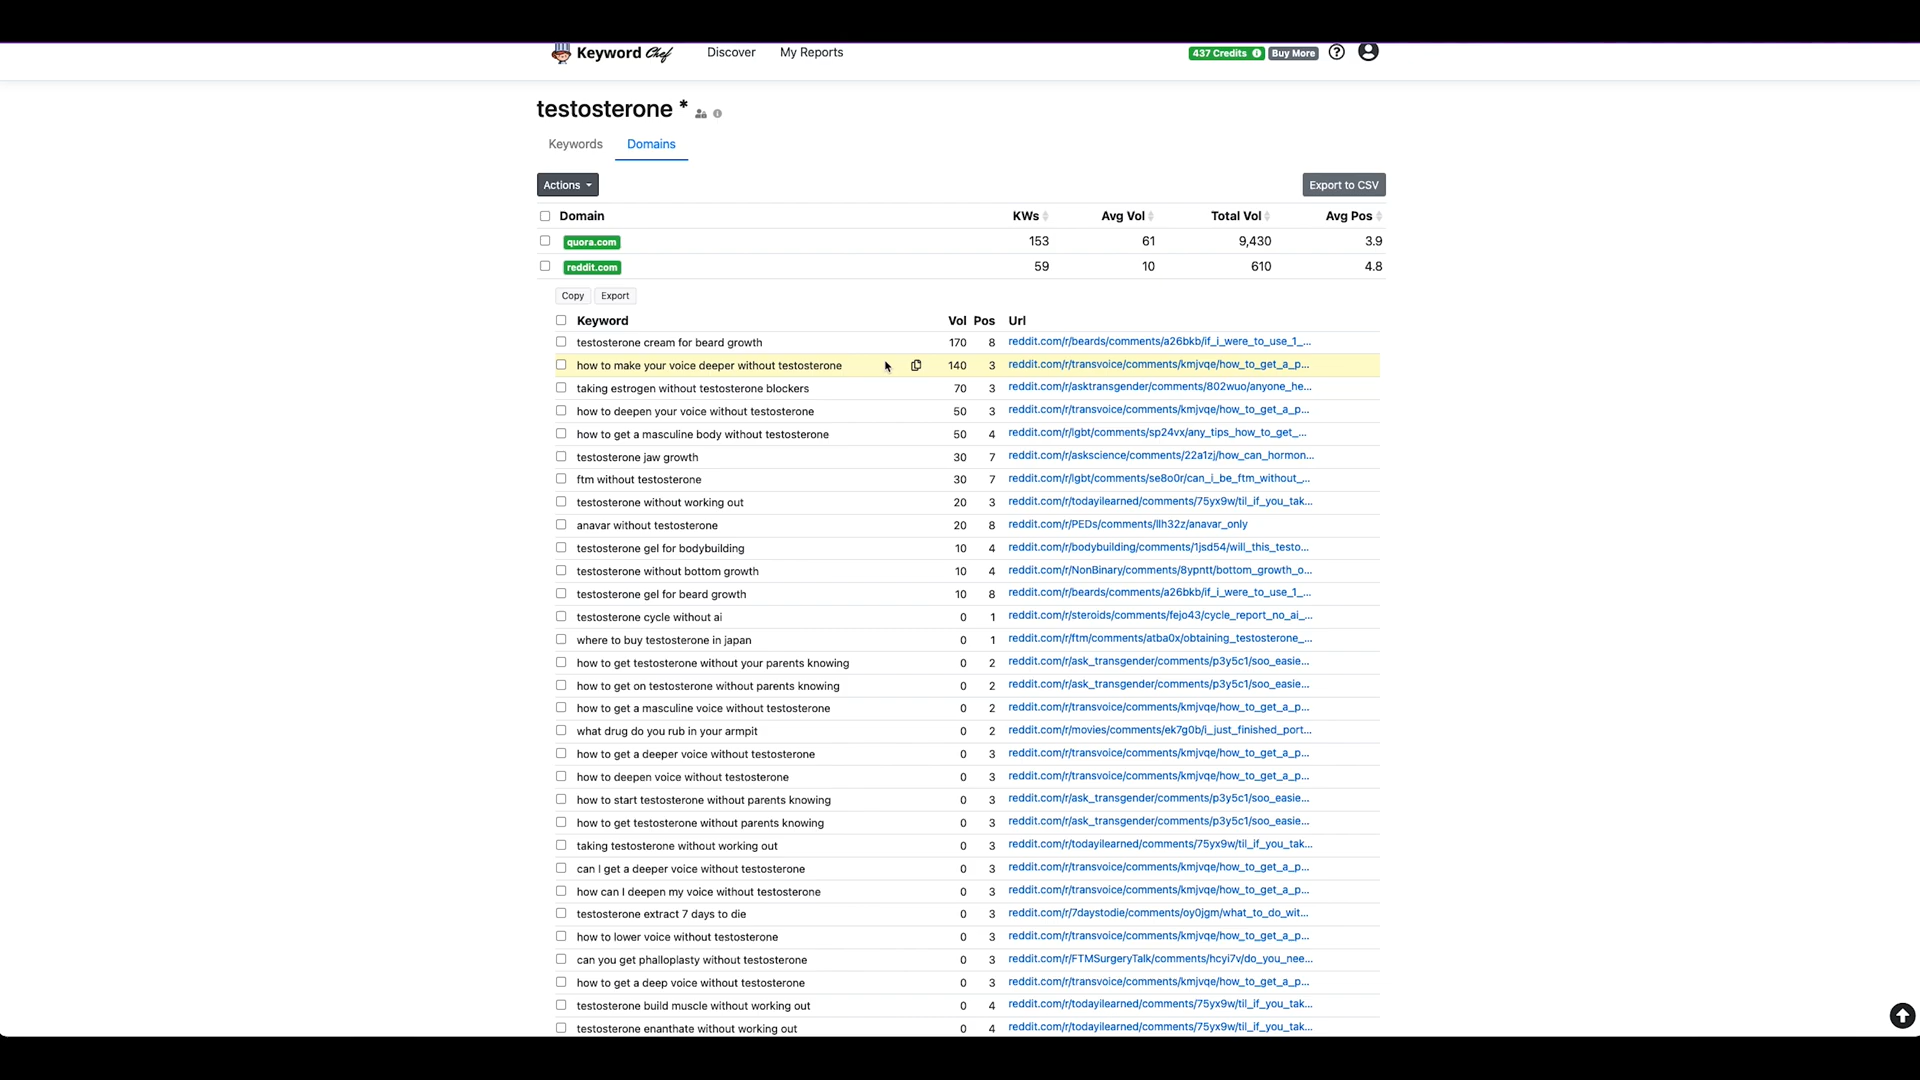 Keyword Chef Discover My Reports 437 Credits Buy More
testosterone *
Keywords Domains
Actions Export to CSV
Domain KWs Avg Vol Total Vol Avg Pos
quora.com 153 61 9,430 3.9
reddit.com 59 10 610 4.8
Copy Export
Keyword Vol Pos Url
testosterone cream for beard growth 170 8 reddit.com/r/beards/comments/a26bkb/if_i_were_to_use_1_...
how to make your voice deeper without testosterone 140 3 reddit.com/r/transvoice/comments/kmjvqe/how_to_get_a_p...
taking estrogen without testosterone blockers 70 3 reddit.com/r/asktransgender/comments/802wuo/anyone_he...
how to deepen your voice without testosterone 50 3 reddit.com/r/transvoice/comments/kmjvqe/how_to_get_a_p...
how to get a masculine body without testosterone 50 4 reddit.com/r/lgbt/comments/sp24vx/any_tips_how_to_get_...
testosterone jaw growth 30 7 reddit.com/r/askscience/comments/22a1zj/how_can_hormon...
ftm without testosterone 30 7 reddit.com/r/lgbt/comments/se8o0r/can_i_be_ftm_without_...
testosterone without working out 20 3 reddit.com/r/todayilearned/comments/75yx9w/til_if_you_tak...
anavar without testosterone 20 8 reddit.com/r/PEDs/comments/llh32z/anavar_only
testosterone gel for bodybuilding 10 4 reddit.com/r/bodybuilding/comments/1jsd54/will_this_testo...
testosterone without bottom growth 10 4 reddit.com/r/NonBinary/comments/8ypntt/bottom_growth_o...
testosterone gel for beard growth 10 8 reddit.com/r/beards/comments/a26bkb/if_i_were_to_use_1_...
testosterone cycle without ai 0 1 reddit.com/r/steroids/comments/fejo43/cycle_report_no_ai_...
where to buy testosterone in japan 0 1 reddit.com/r/ftm/comments/atba0x/obtaining_testosterone_...
how to get testosterone without your parents knowing 0 2 reddit.com/r/ask_transgender/comments/p3y5c1/soo_easie...
how to get on testosterone without parents knowing 0 2 reddit.com/r/ask_transgender/comments/p3y5c1/soo_easie...
how to get a masculine voice without testosterone 0 2 reddit.com/r/transvoice/comments/kmjvqe/how_to_get_a_p...
what drug do you rub in your armpit 0 2 reddit.com/r/movies/comments/ek7g0b/i_just_finished_port...
how to get a deeper voice without testosterone 0 3 reddit.com/r/transvoice/comments/kmjvqe/how_to_get_a_p...
how to deepen voice without testosterone 0 3 reddit.com/r/transvoice/comments/kmjvqe/how_to_get_a_p...
how to start testosterone without parents knowing 0 3 reddit.com/r/ask_transgender/comments/p3y5c1/soo_easie...
how to get testosterone without parents knowing 0 3 reddit.com/r/ask_transgender/comments/p3y5c1/soo_easie...
taking testosterone without working out 0 3 reddit.com/r/todayilearned/comments/75yx9w/til_if_you_tak...
can I get a deeper voice without testosterone 0 3 reddit.com/r/transvoice/comments/kmjvqe/how_to_get_a_p...
how can I deepen my voice without testosterone 0 3 reddit.com/r/transvoice/comments/kmjvqe/how_to_get_a_p...
testosterone extract 7 days to die 0 3 reddit.com/r/7daystodie/comments/oy0jgm/what_to_do_wit...
how to lower voice without testosterone 0 3 reddit.com/r/transvoice/comments/kmjvqe/how_to_get_a_p...
can you get phalloplasty without testosterone 0 3 reddit.com/r/FTMSurgeryTalk/comments/hcyi7v/do_you_nee...
how to get a deep voice without testosterone 0 3 reddit.com/r/transvoice/comments/kmjvqe/how_to_get_a_p...
testosterone build muscle without working out 0 4 reddit.com/r/todayilearned/comments/75yx9w/til_if_you_tak...
testosterone enanthate without working out 0 4 reddit.com/r/todayilearned/comments/75yx9w/til_if_you_tak...